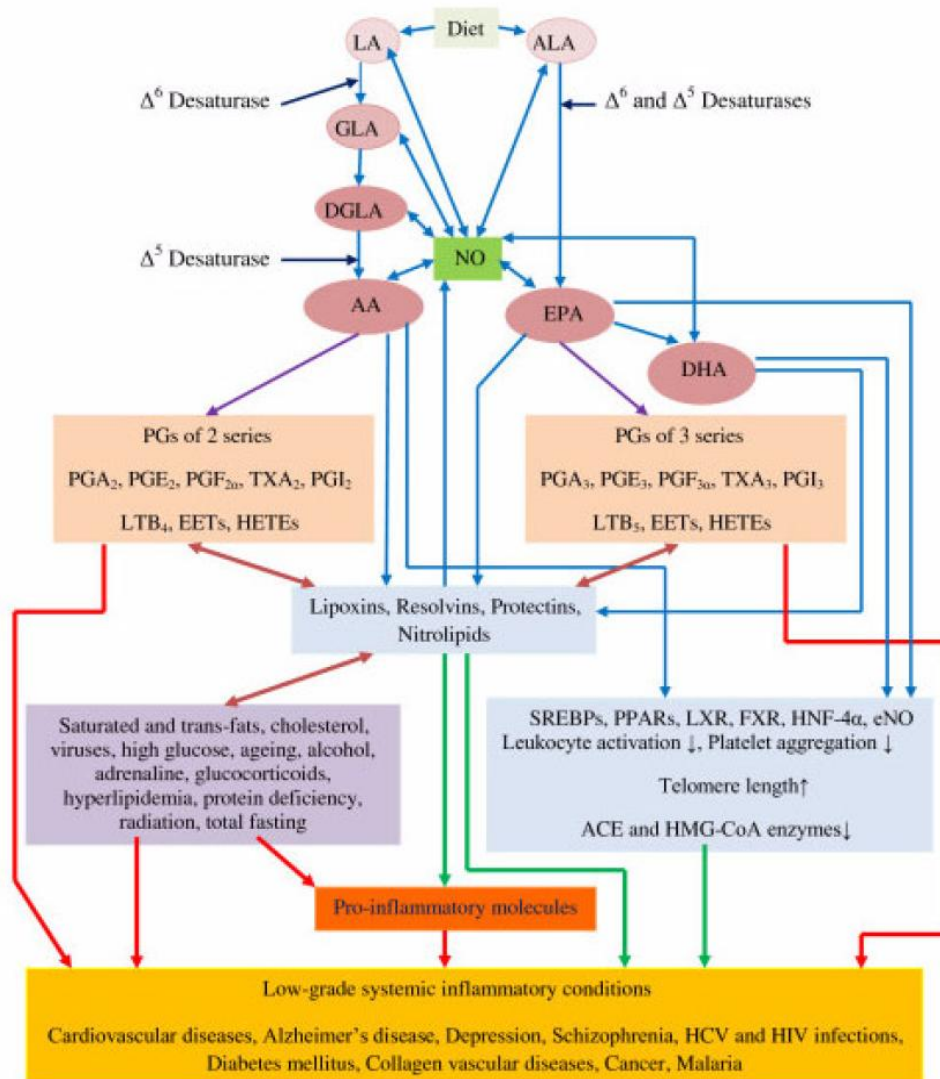 Diet
LA
ALA
Δ⁶ Desaturase
Δ⁶ and Δ⁵ Desaturases
GLA
DGLA
NO
Δ⁵ Desaturase
AA
EPA
DHA
PGs of 2 series
PGA₂, PGE₂, PGF₂α, TXA₂, PGI₂
LTB₄, EETs, HETEs
PGs of 3 series
PGA₃, PGE₃, PGF₃α, TXA₃, PGI₃
LTB₅, EETs, HETEs
Lipoxins, Resolvins, Protectins,
Nitrolipids
Saturated and trans-fats, cholesterol,
viruses, high glucose, ageing, alcohol,
adrenaline, glucocorticoids,
hyperlipidemia, protein deficiency,
radiation, total fasting
SREBPs, PPARs, LXR, FXR, HNF-4α, eNO
Leukocyte activation ↓, Platelet aggregation ↓
Telomere length↑
ACE and HMG-CoA enzymes↓
Pro-inflammatory molecules
Low-grade systemic inflammatory conditions
Cardiovascular diseases, Alzheimer's disease, Depression, Schizophrenia, HCV and HIV infections,
Diabetes mellitus, Collagen vascular diseases, Cancer, Malaria